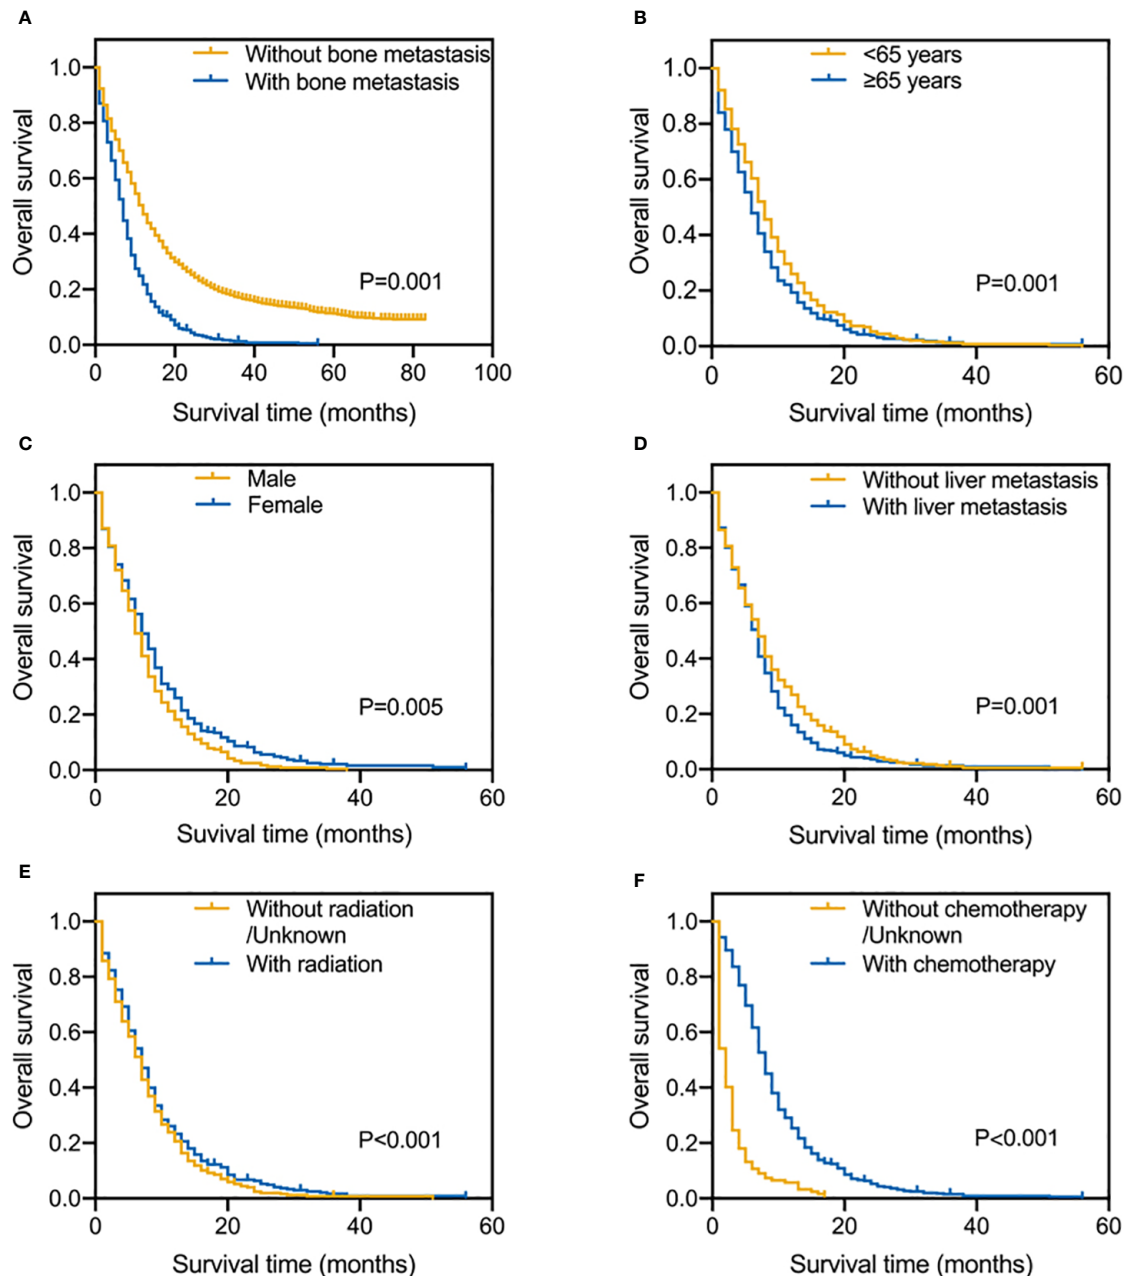 A
Without bone metastasis
With bone metastasis
1.0
0.8
0.6
0.4
0.2
0.0
Overall survival
P=0.001
0 20 40 60 80 100
Survival time (months)
B
<65 years
≥65 years
1.0
0.8
0.6
0.4
0.2
0.0
Overall survival
P=0.001
0 20 40 60
Survival time (months)
C
Male
Female
1.0
0.8
0.6
0.4
0.2
0.0
Overall survival
P=0.005
0 20 40 60
Suvival time (months)
D
Without liver metastasis
With liver metastasis
1.0
0.8
0.6
0.4
0.2
0.0
Overall survival
P=0.001
0 20 40 60
Survival time (months)
E
Without radiation
/Unknown
With radiation
1.0
0.8
0.6
0.4
0.2
0.0
Overall survival
P<0.001
0 20 40 60
Survival time (months)
F
Without chemotherapy
/Unknown
With chemotherapy
1.0
0.8
0.6
0.4
0.2
0.0
Overall survival
P<0.001
0 20 40 60
Survival time (months)